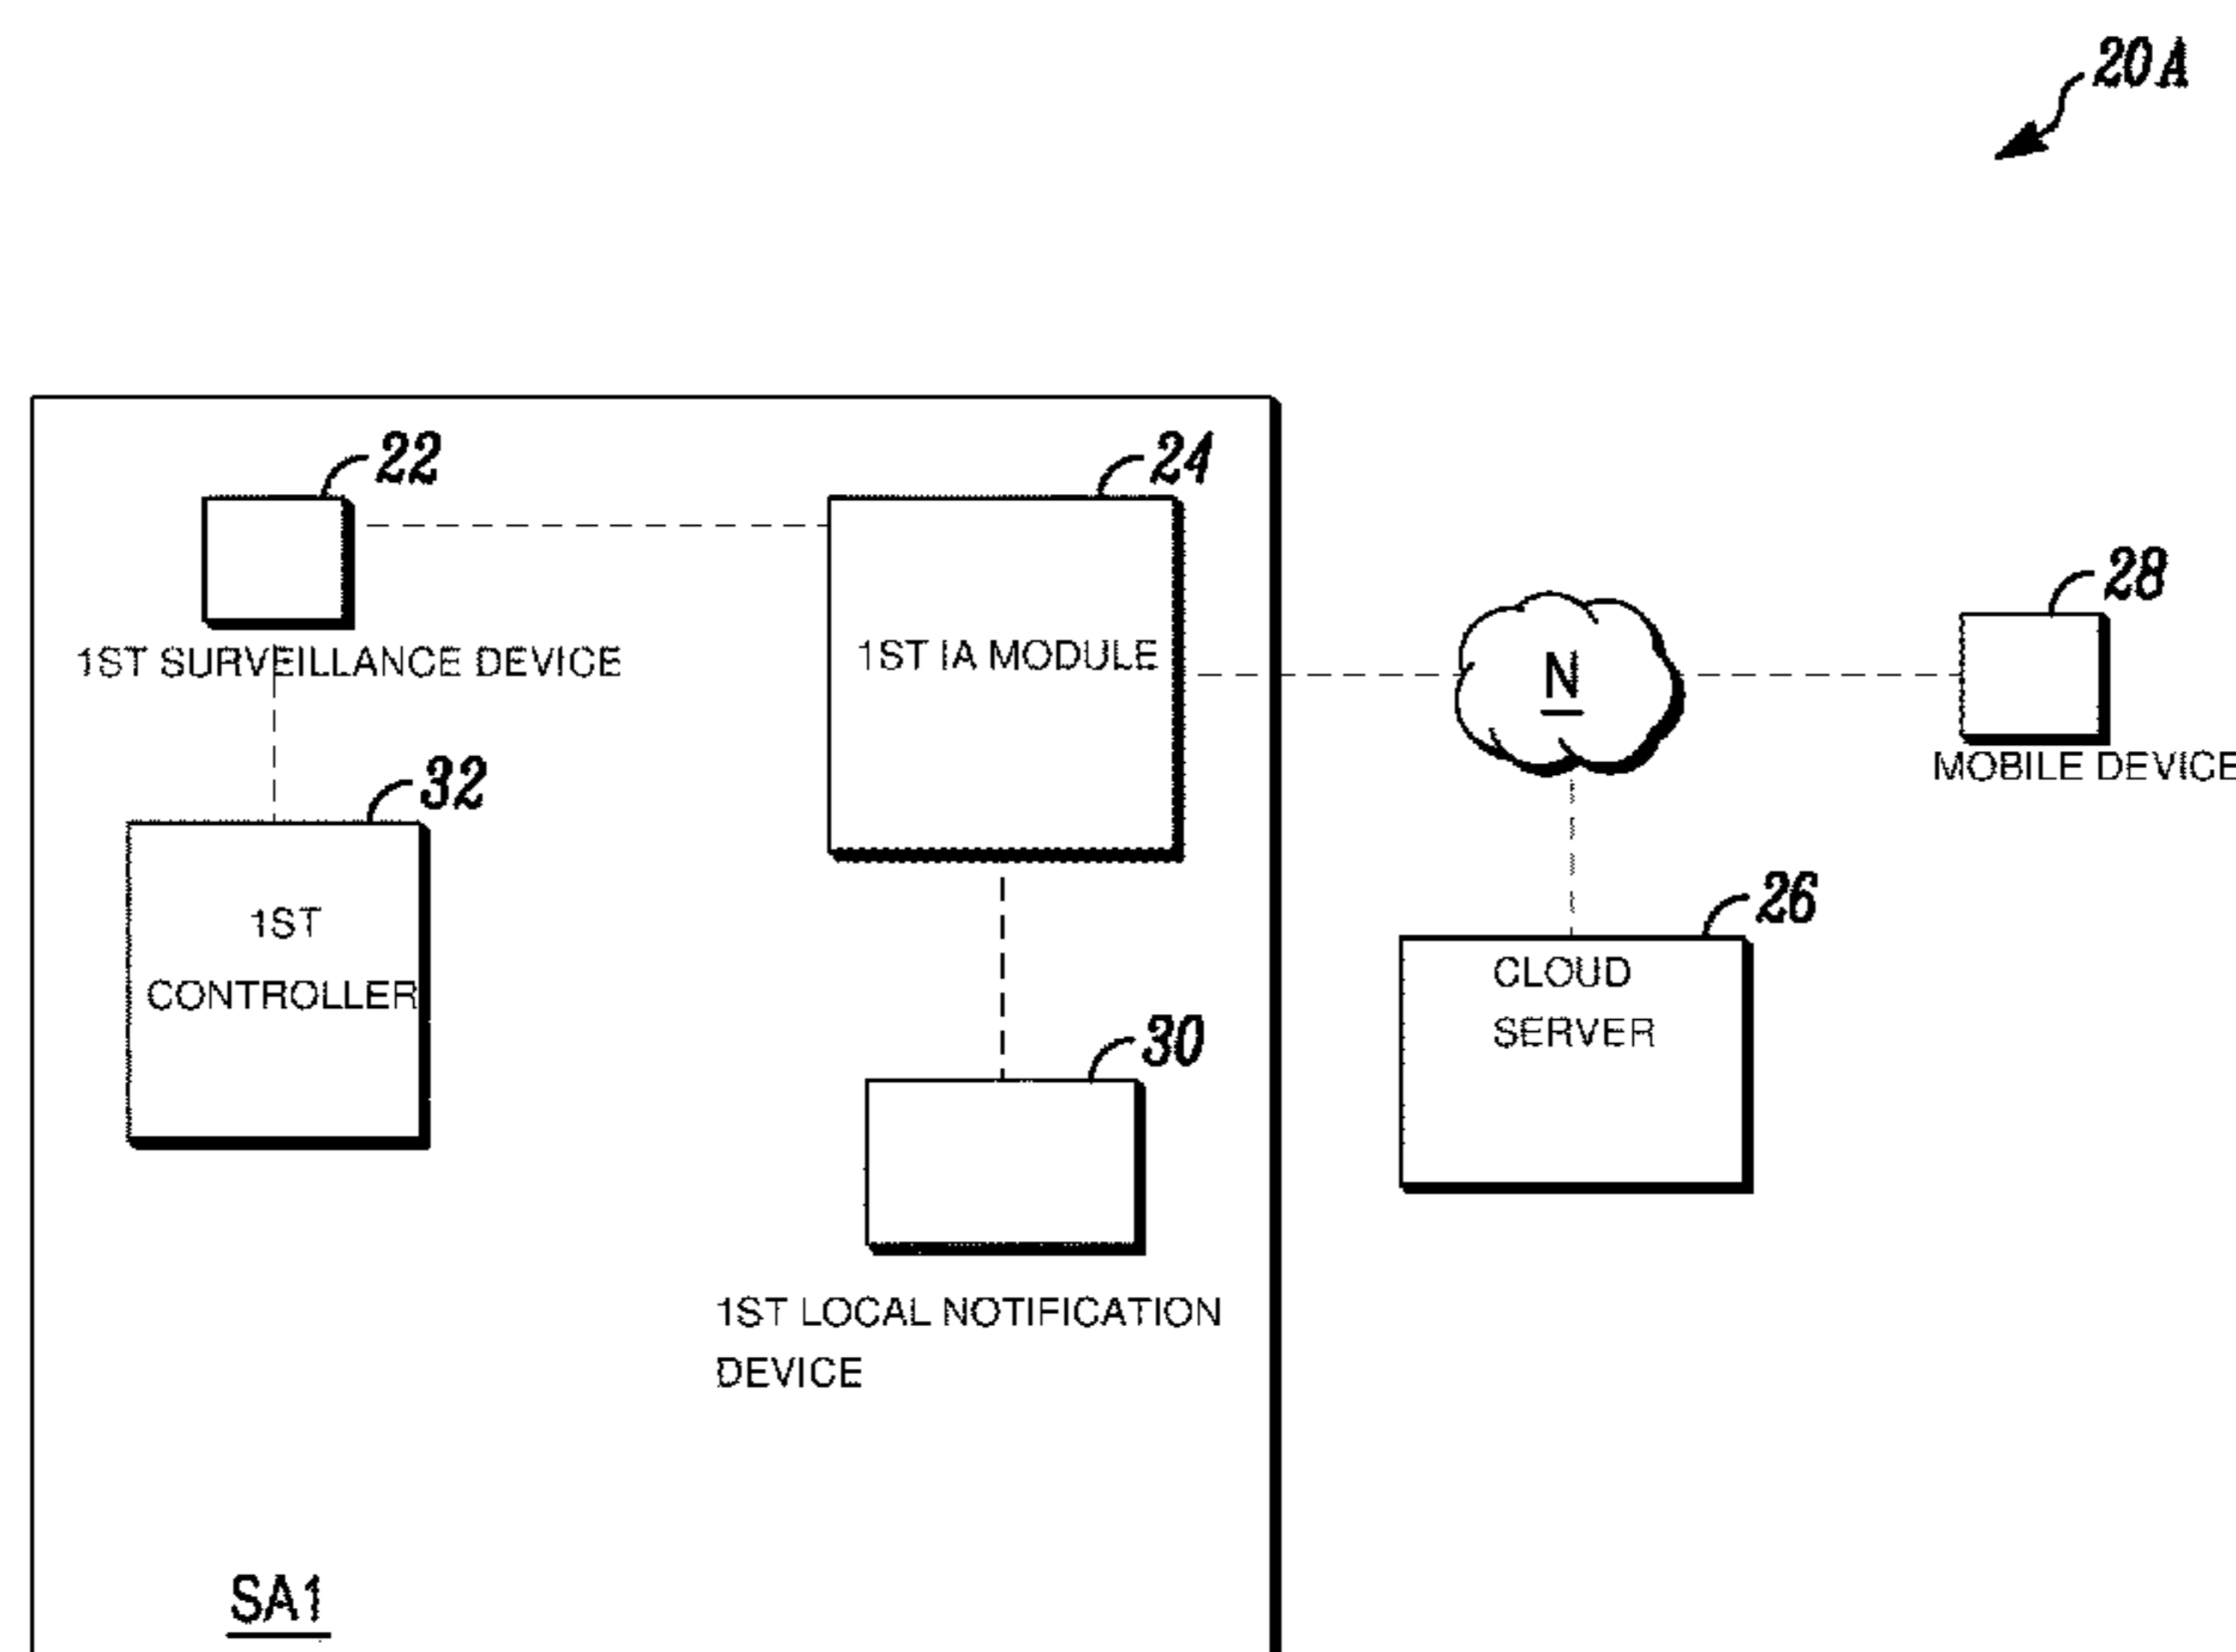 20A
22
24
1ST SURVEILLANCE DEVICE
1ST IA MODULE
N
28
MOBILE DEVICE
32
1ST
CONTROLLER
26
CLOUD
SERVER
30
1ST LOCAL NOTIFICATION
DEVICE
SA1